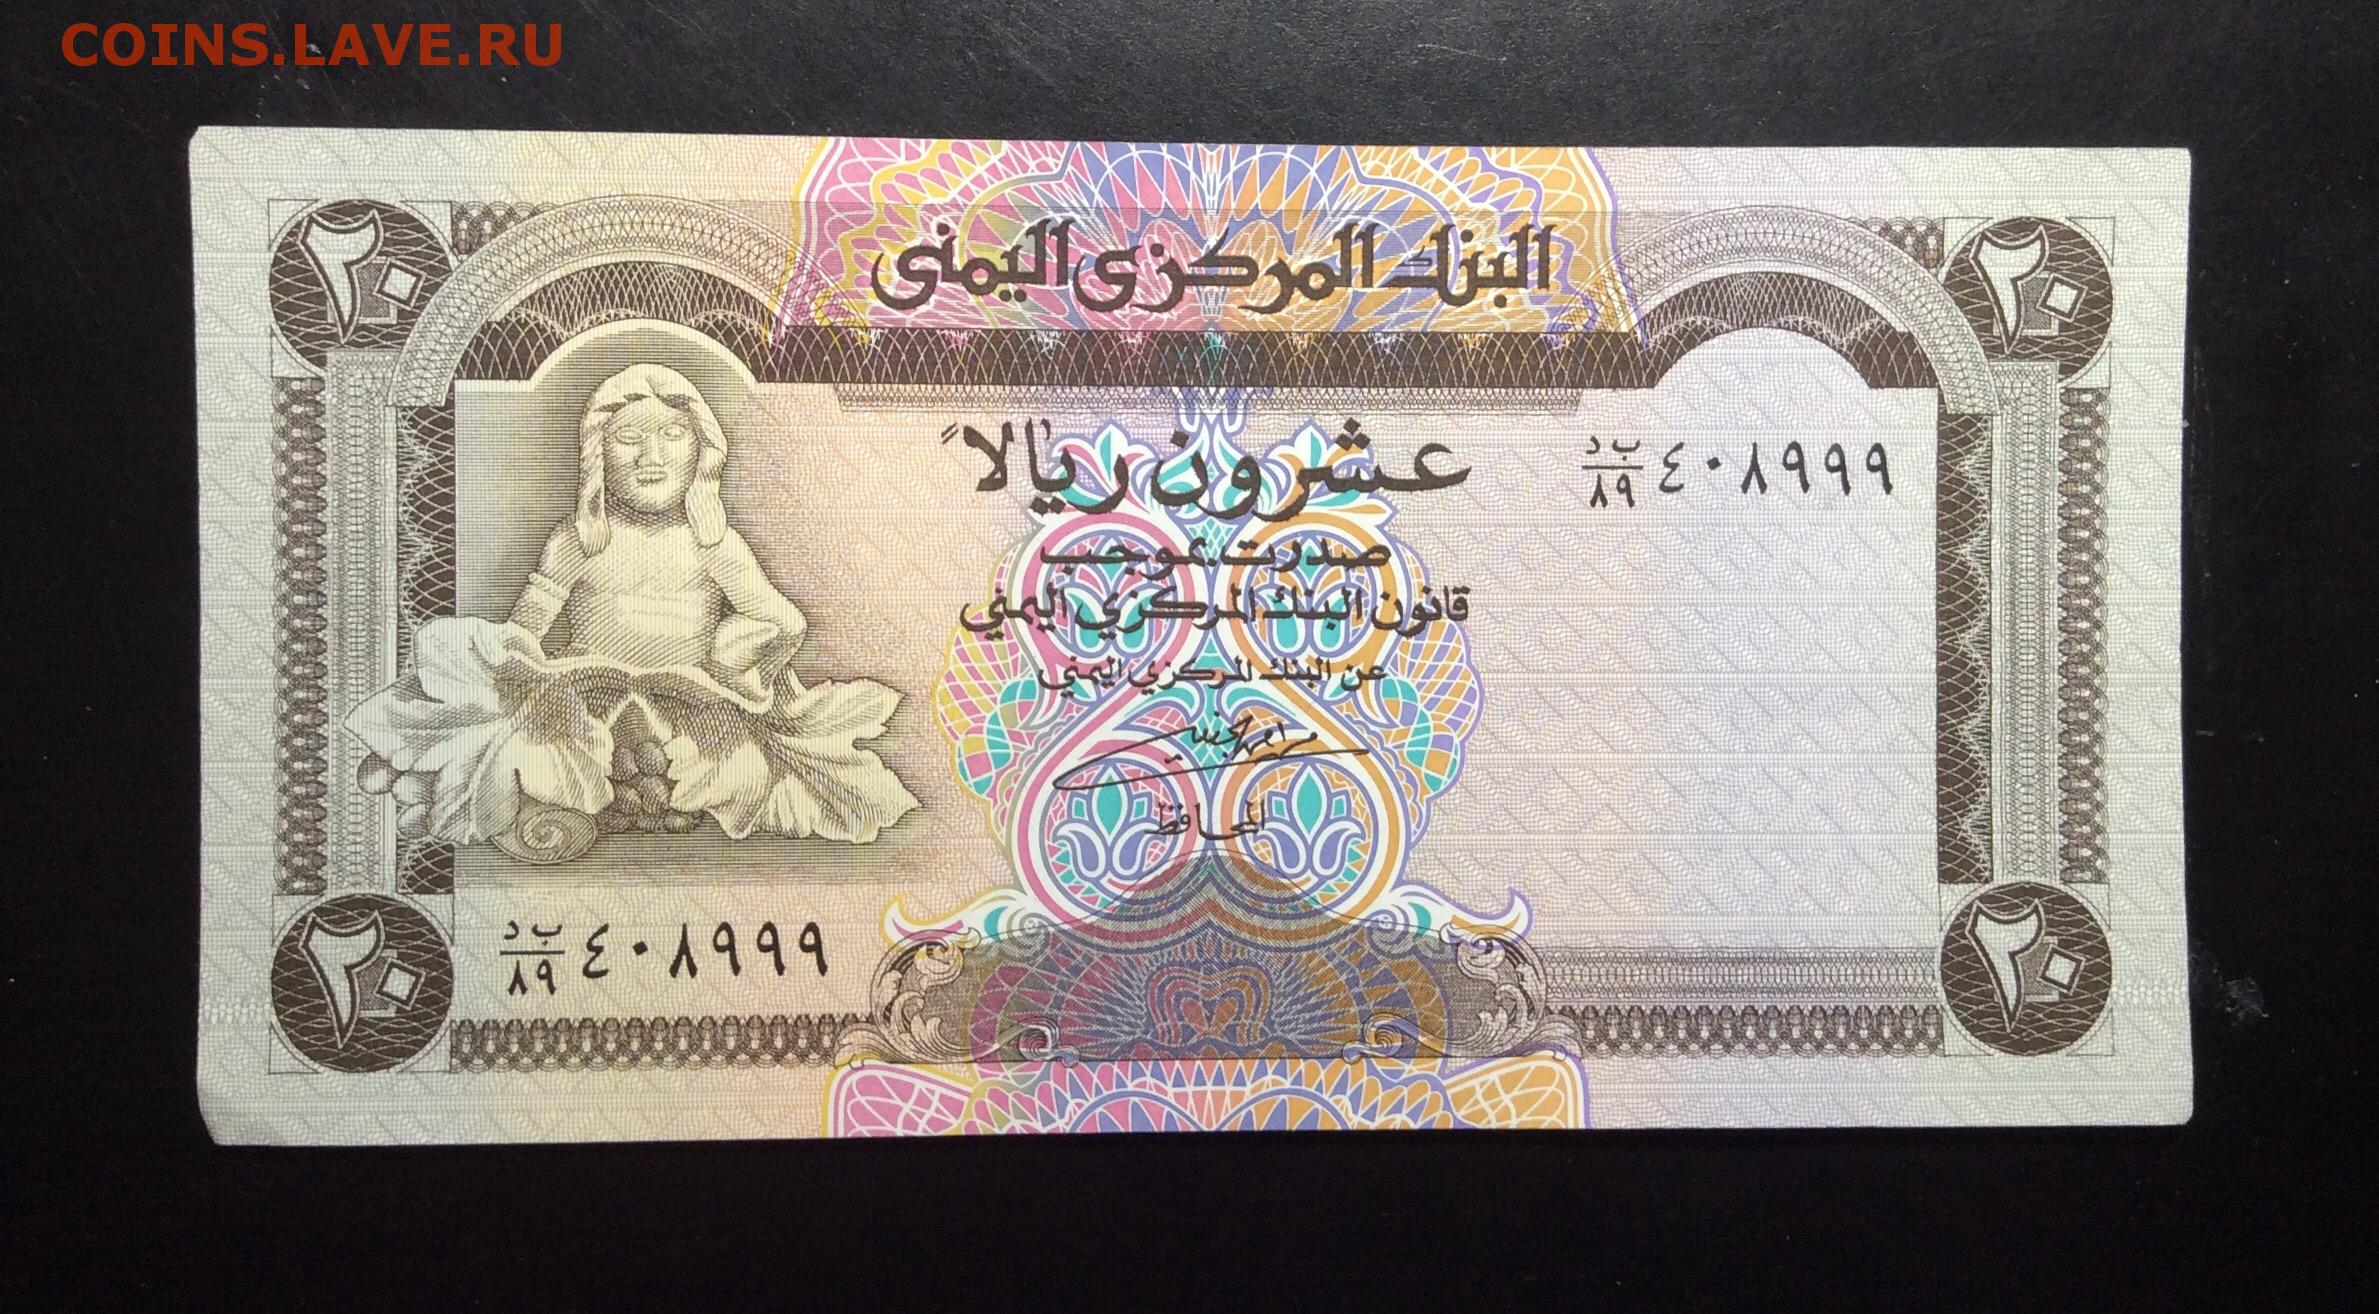 COINS.LAVE.RU
٢٠
٢٠
البنك المركزى اليمنى
عشرون ريالاً
ب د
٨٩
٤٠٨٩٩٩
صدرت بموجب
قانون البنك المركزي اليمني
عن البنك المركزي اليمني
المحافظ
ب د
٨٩
٤٠٨٩٩٩
٢٠
٢٠